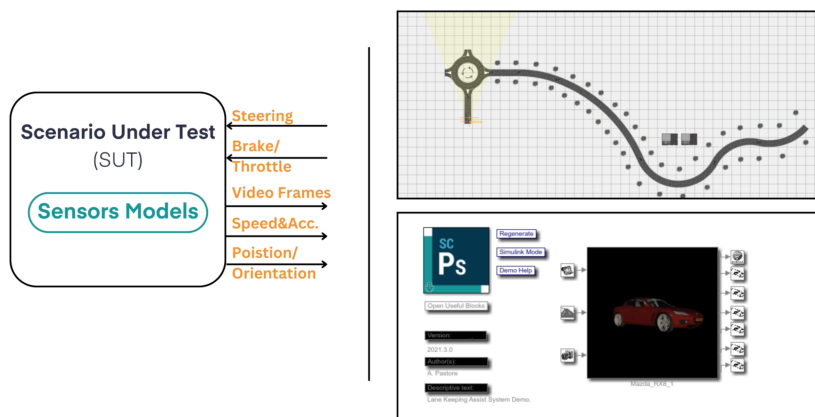 Scenario Under Test
(SUT)
Sensors Models
Steering
Brake/
Throttle
Video Frames
Speed&Acc.
Poistion/
Orientation
SC
Ps
Regenerate
Simulink Mode
Demo Help
Open Useful Blocks
Version:
2021.3.0
Author(s):
A. Pastore
Descriptive text:
Lane Keeping Assist System Demo
Mazda_RX8_1